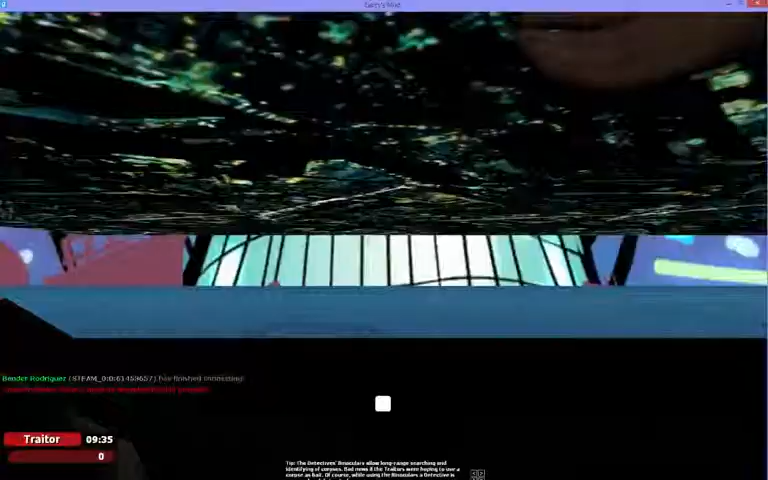 Garry's Mod
Bender Rodriguez (STEAM_0:0:61459657) has finished connecting.
Traitor 09:35
0
Tip: The Detectives' Binoculars allow long-range searching and
identifying of corpses. Bad news if the Traitors were hoping to use a
corpse as bait. Of course, while using the Binoculars a Detective is